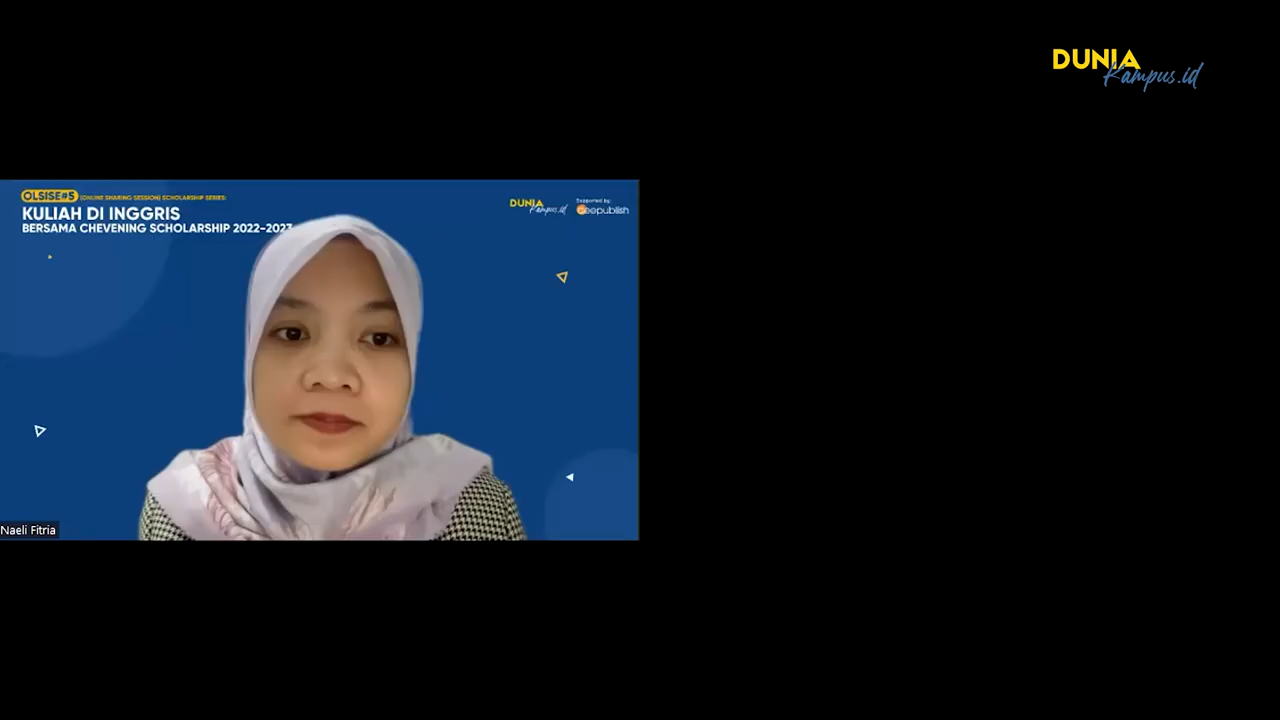 DUNIA
Kampus.id
OLSISE#5 (ONLINE SHARING SESSION) SCHOLARSHIP SERIES:
KULIAH DI INGGRIS
BERSAMA CHEVENING SCHOLARSHIP 2022-2023
DUNIA
Kampus.id
Supported by:
deepublish
Naeli Fitria